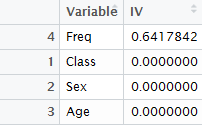 Variable IV
4 Freq 0.6417842
1 Class 0.0000000
2 Sex 0.0000000
3 Age 0.0000000